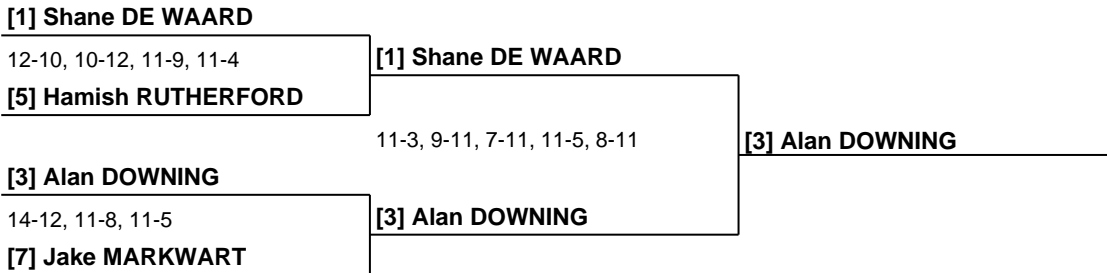 [1] Shane DE WAARD
12-10, 10-12, 11-9, 11-4
[1] Shane DE WAARD
[5] Hamish RUTHERFORD
11-3, 9-11, 7-11, 11-5, 8-11
[3] Alan DOWNING
[3] Alan DOWNING
14-12, 11-8, 11-5
[3] Alan DOWNING
[7] Jake MARKWART